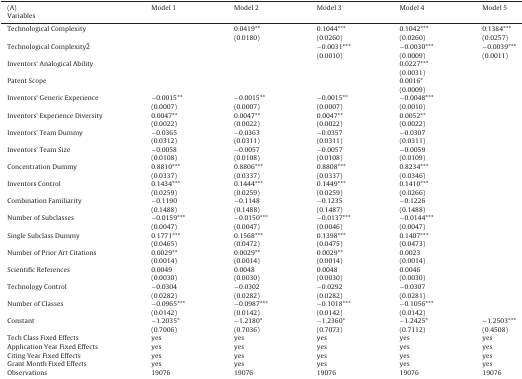 (A) Model 1 Model 2 Model 3 Model 4 Model 5
Variables
Technological Complexity 0.0419** 0.1044*** 0.1042*** 0.1384***
(0.0180) (0.0260) (0.0260) (0.0257)
Technological Complexity2̂ −0.0031*** −0.0030*** −0.0039***
(0.0010) (0.0009) (0.0011)
Inventors' Analogical Ability 0.0227***
(0.0031)
Patent Scope 0.0016*
(0.0009)
Inventors' Generic Experience −0.0015** −0.0015** −0.0015** −0.0048***
(0.0007) (0.0007) (0.0007) (0.0010)
Inventors' Experience Diversity 0.0047** 0.0047** 0.0047** 0.0052**
(0.0022) (0.0022) (0.0022) (0.0022)
Inventors' Team Dummy −0.0365 −0.0363 −0.0357 −0.0307
(0.0312) (0.0311) (0.0311) (0.0311)
Inventors' Team Size −0.0058 −0.0057 −0.0057 −0.0059
(0.0108) (0.0108) (0.0108) (0.0109)
Concentration Dummy 0.8810*** 0.8806*** 0.8808*** 0.8234***
(0.0337) (0.0337) (0.0337) (0.0346)
Inventors Control 0.1434*** 0.1444*** 0.1449*** 0.1410***
(0.0259) (0.0259) (0.0259) (0.0266)
Combination Familiarity −0.1190 −0.1148 −0.1235 −0.1226
(0.1488) (0.1488) (0.1487) (0.1488)
Number of Subclasses −0.0159*** −0.0150*** −0.0137*** −0.0144***
(0.0047) (0.0047) (0.0046) (0.0047)
Single Subclass Dummy 0.1771*** 0.1568*** 0.1398*** 0.1407***
(0.0465) (0.0472) (0.0475) (0.0473)
Number of Prior Art Citations 0.0029** 0.0029** 0.0029** 0.0023
(0.0014) (0.0014) (0.0014) (0.0014)
Scientific References 0.0049 0.0048 0.0048 0.0046
(0.0030) (0.0030) (0.0030) (0.0030)
Technology Control −0.0304 −0.0302 −0.0292 −0.0307
(0.0282) (0.0282) (0.0282) (0.0281)
Number of Classes −0.0965*** −0.0987*** −0.1018*** −0.1056***
(0.0142) (0.0142) (0.0142) (0.0142)
Constant −1.2035* −1.2180* −1.2360* −1.2425* −1.2503***
(0.7006) (0.7036) (0.7073) (0.7112) (0.4508)
Tech Class Fixed Effects yes yes yes yes yes
Application Year Fixed Effects yes yes yes yes yes
Citing Year Fixed Effects yes yes yes yes yes
Grant Month Fixed Effects yes yes yes yes yes
Observations 19076 19076 19076 19076 19076